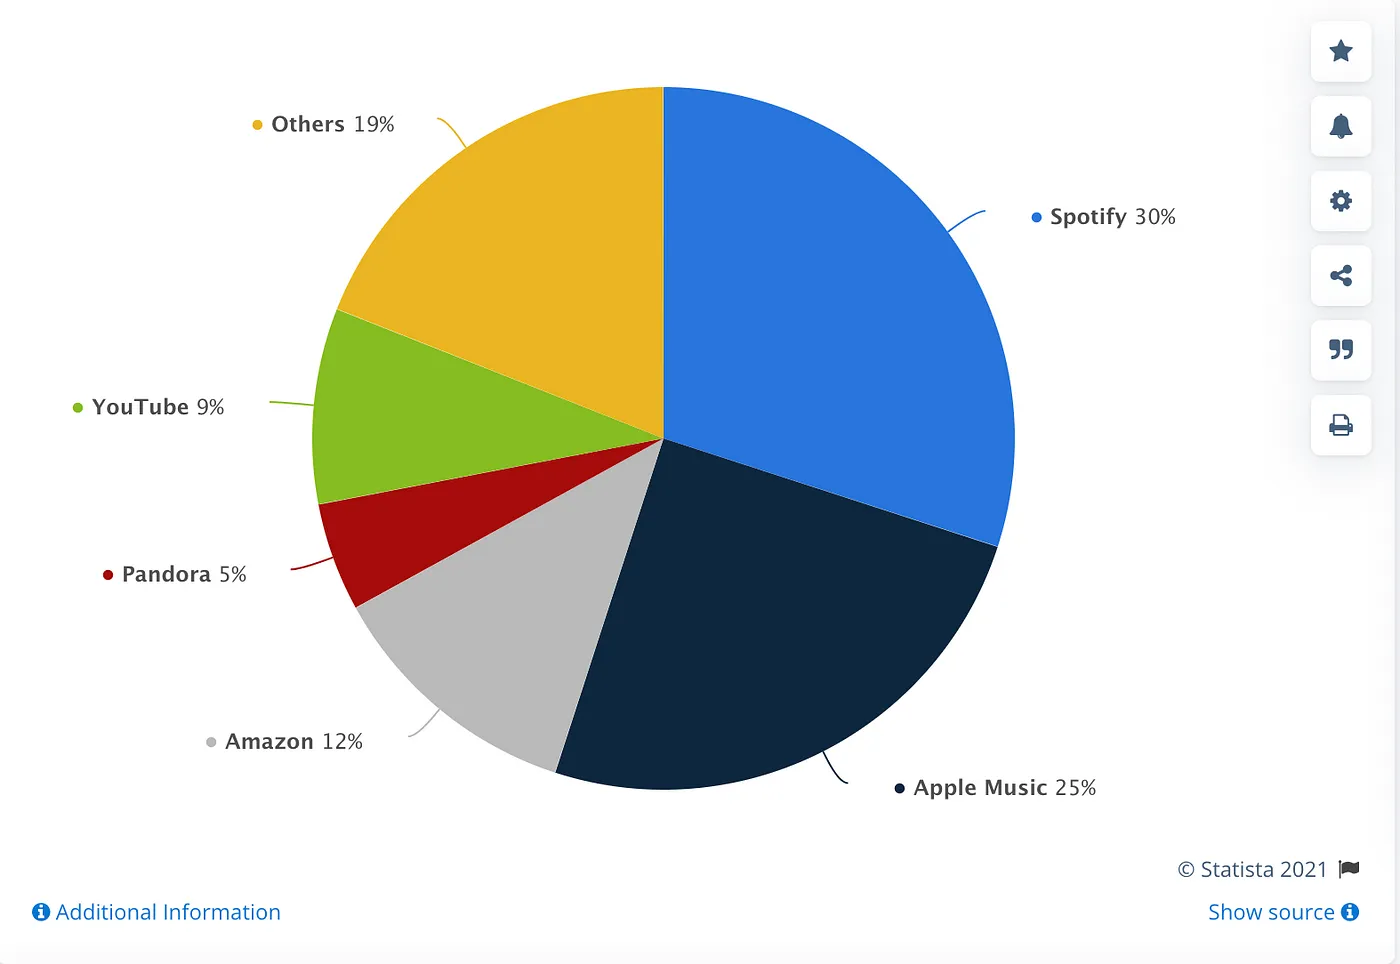 Others 19%
Spotify 30%
YouTube 9%
Pandora 5%
Amazon 12%
Apple Music 25%
© Statista 2021
Additional Information
Show source